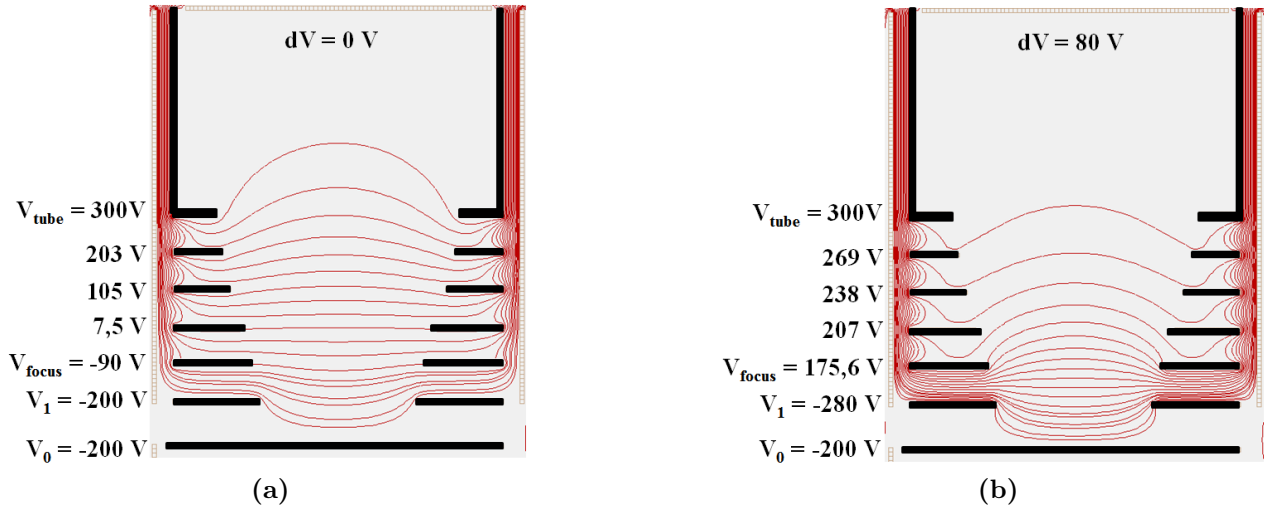 dV = 0 V
V_tube = 300V
203 V
105 V
7,5 V
V_focus = -90 V
V_1 = -200 V
V_0 = -200 V
(a)
dV = 80 V
V_tube = 300V
269 V
238 V
207 V
V_focus = 175,6 V
V_1 = -280 V
V_0 = -200 V
(b)